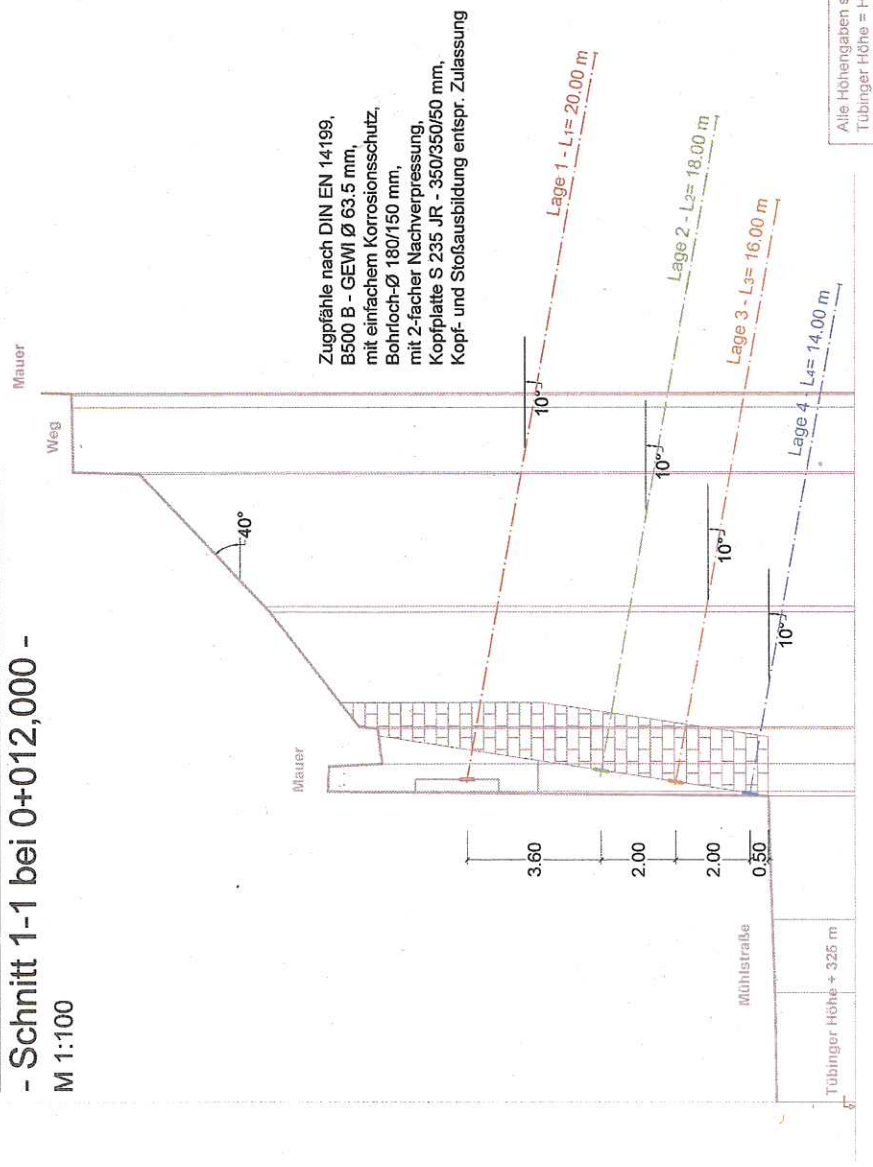 - Schnitt 1-1 bei 0+012,000 -
M 1:100
Mauer
Weg
Mauer
40°
Zugpfähle nach DIN EN 14199,
B500 B - GEWI Ø 63.5 mm,
mit einfachem Korrosionsschutz,
Bohrloch-Ø 180/150 mm,
mit 2-facher Nachverpressung,
Kopfplatte S 235 JR - 350/350/50 mm,
Kopf- und Stoßausbildung entspr. Zulassung
Lage 1 - L1= 20.00 m
10°
Lage 2 - L2= 18.00 m
10°
Lage 3 - L3= 16.00 m
10°
Lage 4 - L4= 14.00 m
10°
3.60
2.00
2.00
0.50
Mühlstraße
Tübinger Höhe + 325 m
Alle Höhengaben s
Tübinger Höhe = H